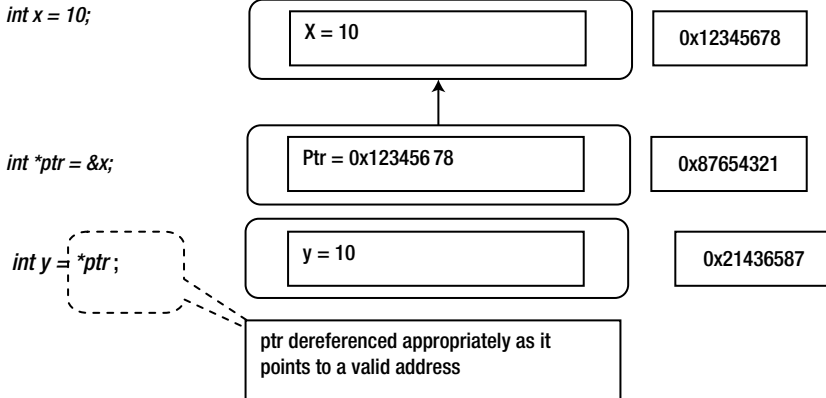 int x = 10;
X = 10
0x12345678
int *ptr = &x;
Ptr = 0x123456 78
0x87654321
int y = *ptr ;
y = 10
0x21436587
ptr dereferenced appropriately as it
points to a valid address